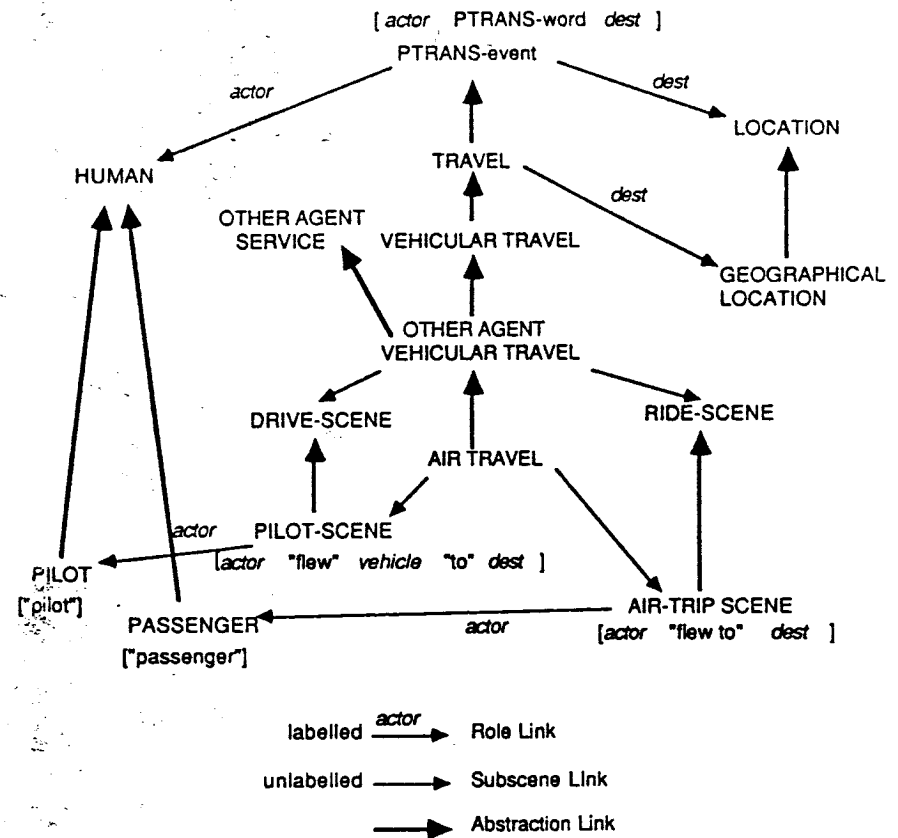 [ actor PTRANS-word dest ]
PTRANS-event
actor
dest
LOCATION
TRAVEL
HUMAN
dest
OTHER AGENT
SERVICE
VEHICULAR TRAVEL
GEOGRAPHICAL
LOCATION
OTHER AGENT
VEHICULAR TRAVEL
DRIVE-SCENE
RIDE-SCENE
AIR TRAVEL
actor
PILOT-SCENE
[actor "flew" vehicle "to" dest ]
PILOT
["pilot"]
AIR-TRIP SCENE
PASSENGER
actor
[actor "flew to" dest ]
["passenger"]
labelled actor Role Link
unlabelled Subscene Link
Abstraction Link